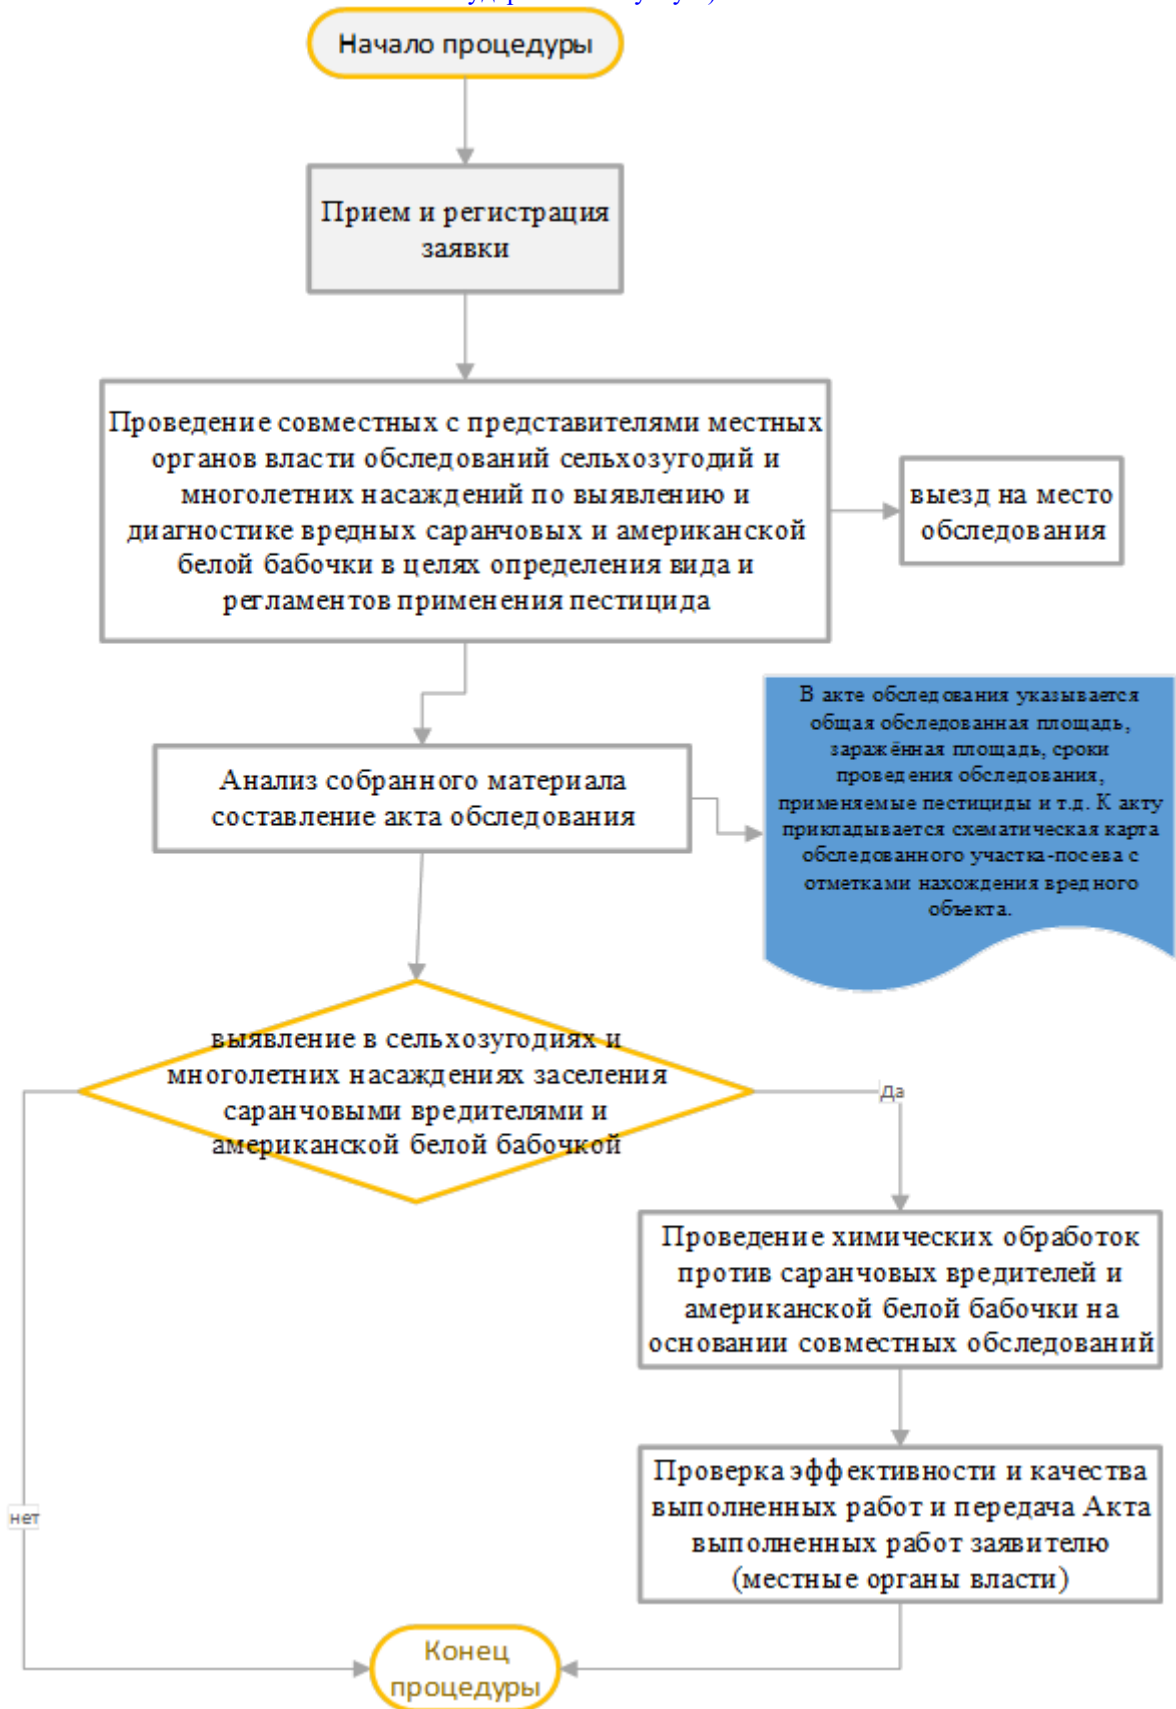 Начало процедуры
Прием и регистрация
заявки
Проведение совместных с представителями местных
органов власти обследований сельхозугодий и
многолетних насаждений по выявлению и
диагностике вредных саранчовых и американской
белой бабочки в целях определения вида и
регламентов применения пестицида
выезд на место
обследования
Анализ собранного материала
составление акта обследования
В акте обследования указывается
общая обследованная площадь,
заражённая площадь, сроки
проведения обследования,
применяемые пестициды и т.д. К акту
прикладывается схематическая карта
обследованного участка-посева с
отметками нахождения вредного
объекта.
выявление в сельхозугодиях и
многолетних насаждениях заселения
саранчовыми вредителями и
американской белой бабочкой
Да
Проведение химических обработок
против саранчовых вредителей и
американской белой бабочки на
основании совместных обследований
Проверка эффективности и качества
выполненных работ и передача Акта
выполненных работ заявителю
(местные органы власти)
нет
Конец
процедуры